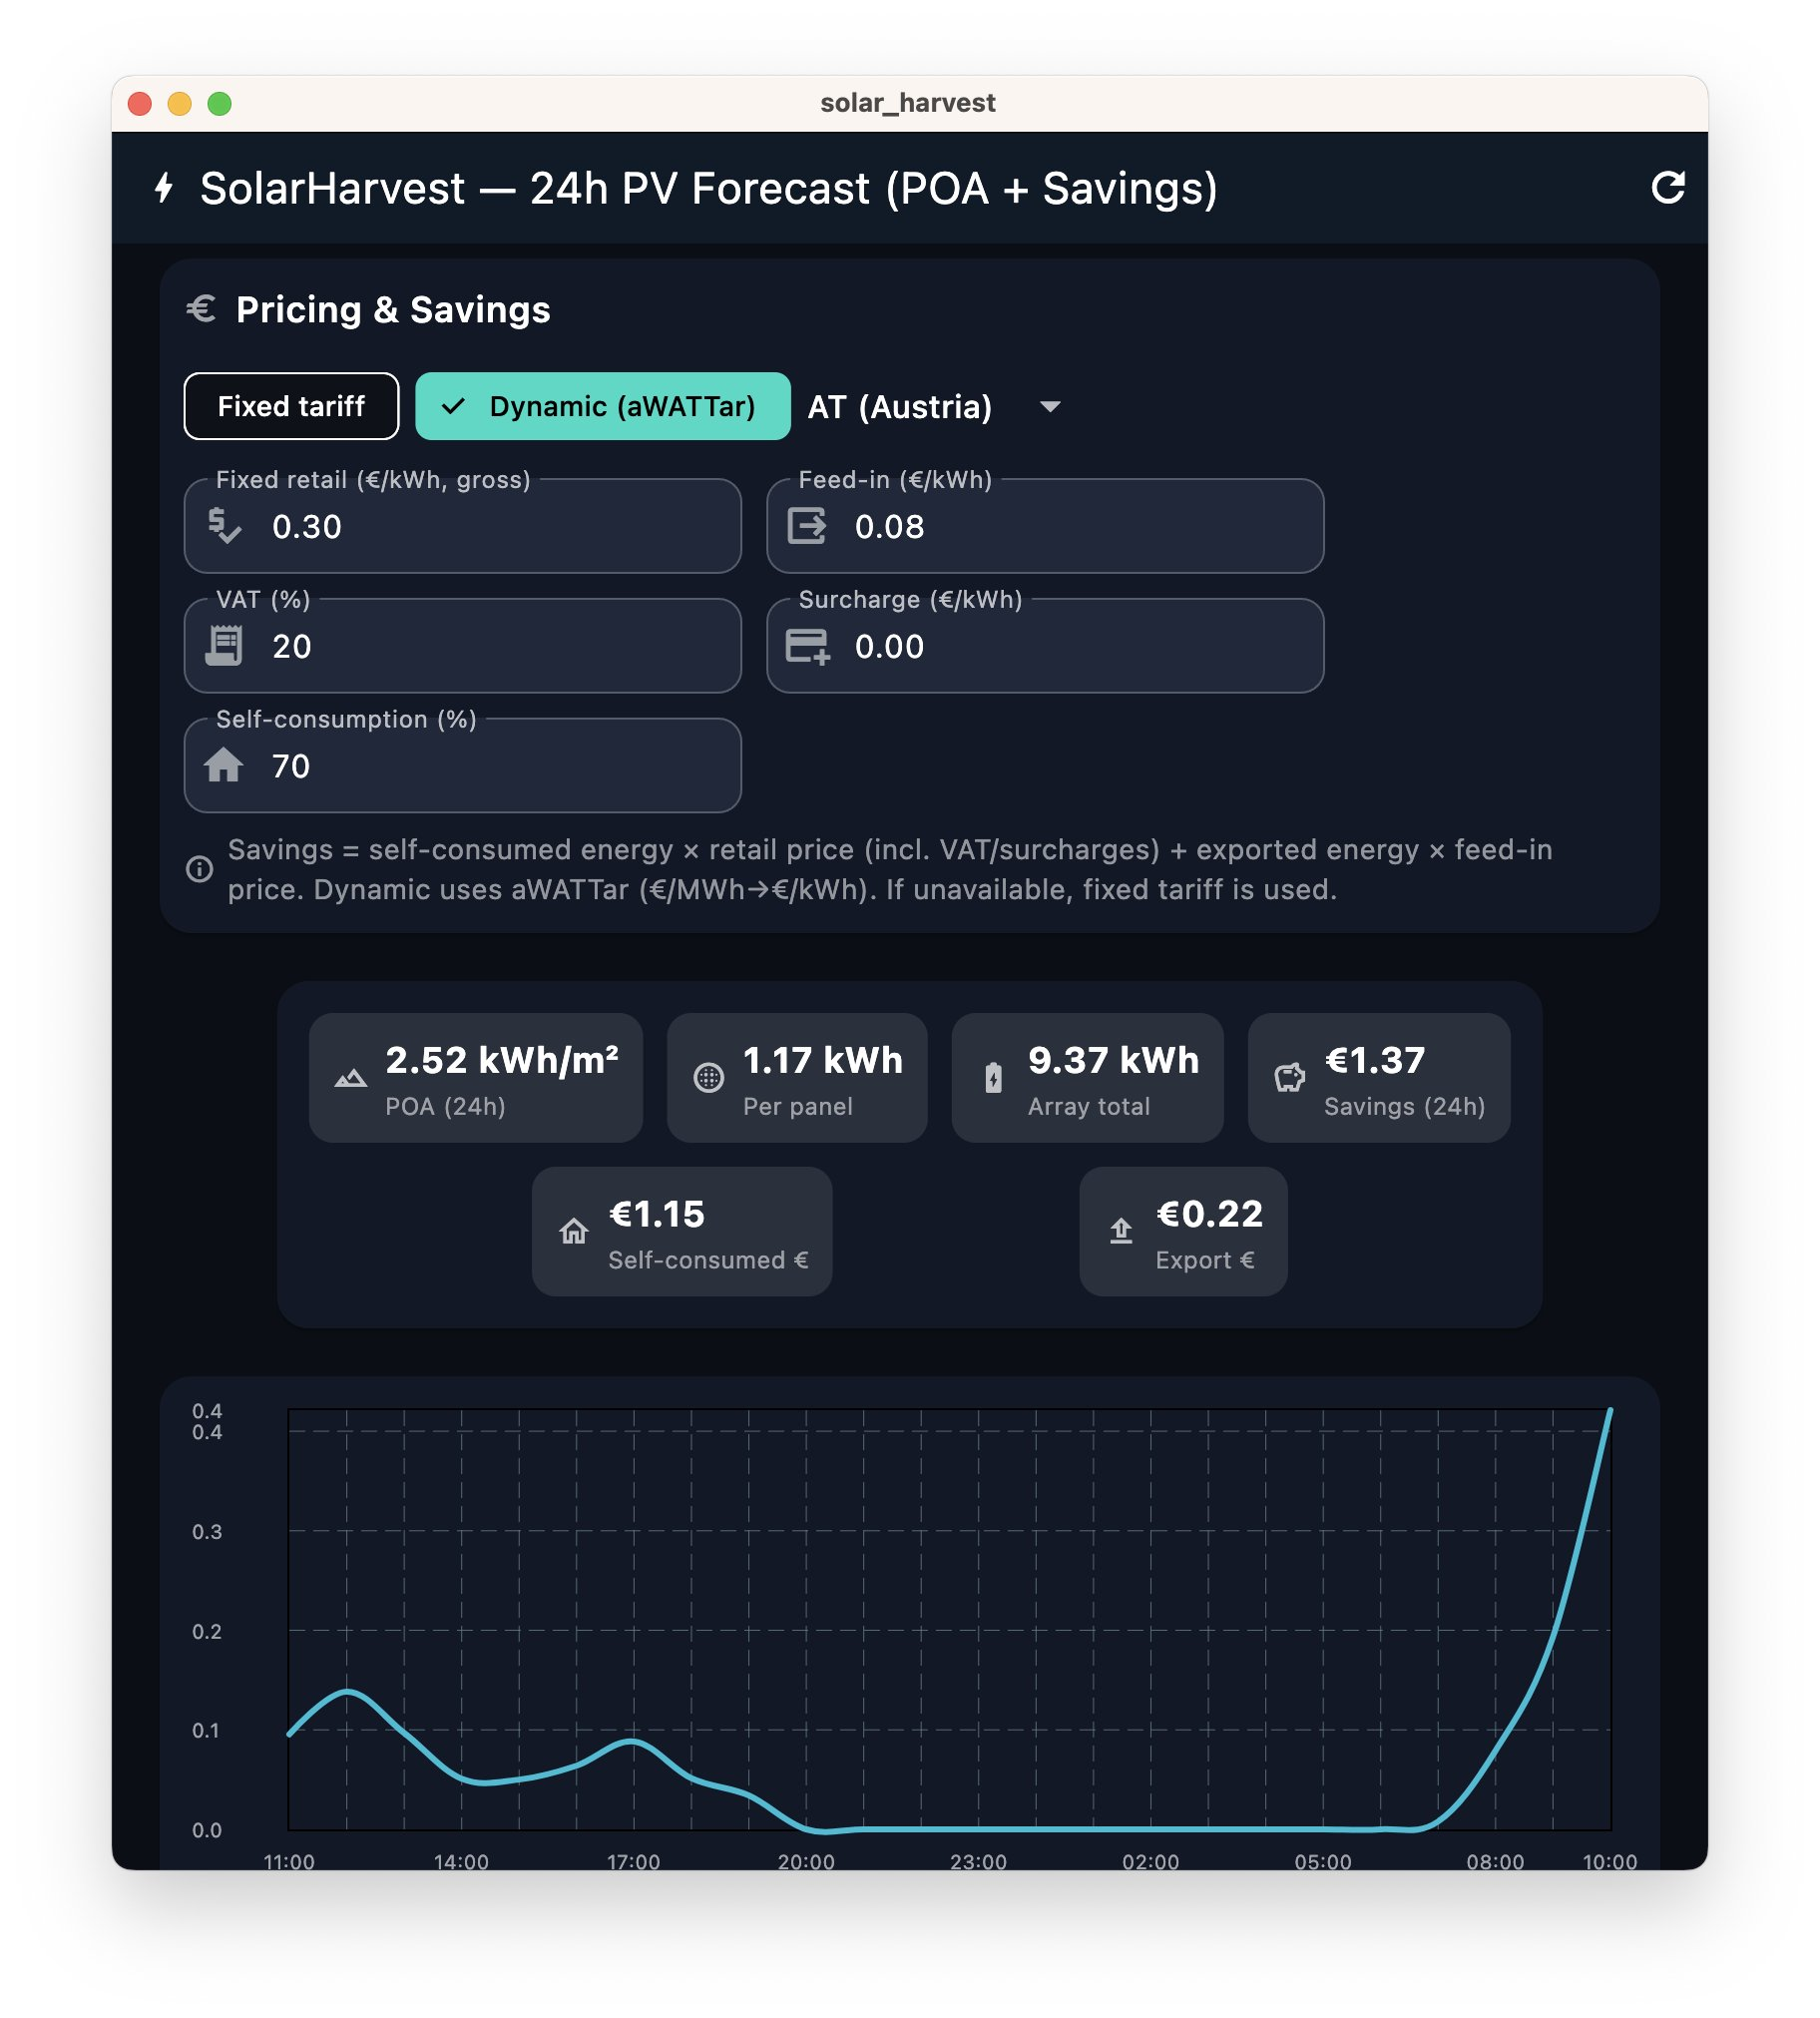 solar_harvest
SolarHarvest — 24h PV Forecast (POA + Savings)
€ Pricing & Savings
Fixed tariff
Dynamic (aWATTar)
AT (Austria)
Fixed retail (€/kWh, gross)
0.30
Feed-in (€/kWh)
0.08
VAT (%)
20
Surcharge (€/kWh)
0.00
Self-consumption (%)
70
Savings = self-consumed energy × retail price (incl. VAT/surcharges) + exported energy × feed-in
price. Dynamic uses aWATTar (€/MWh→€/kWh). If unavailable, fixed tariff is used.
2.52 kWh/m²
POA (24h)
1.17 kWh
Per panel
9.37 kWh
Array total
€1.37
Savings (24h)
€1.15
Self-consumed €
€0.22
Export €
0.4
0.4
0.3
0.2
0.1
0.0
11:00 14:00 17:00 20:00 23:00 02:00 05:00 08:00 10:00